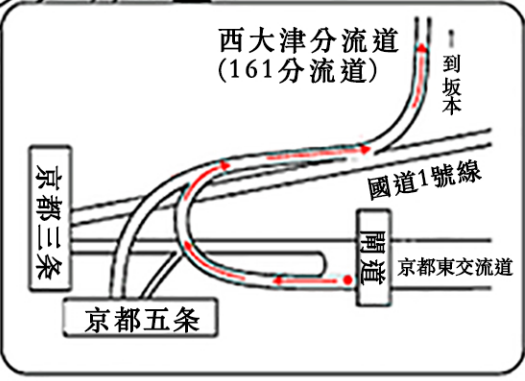 西大津分流道
(161分流道)
到坂本
京都三条
國道1號線
閘道
京都東交流道
京都五条